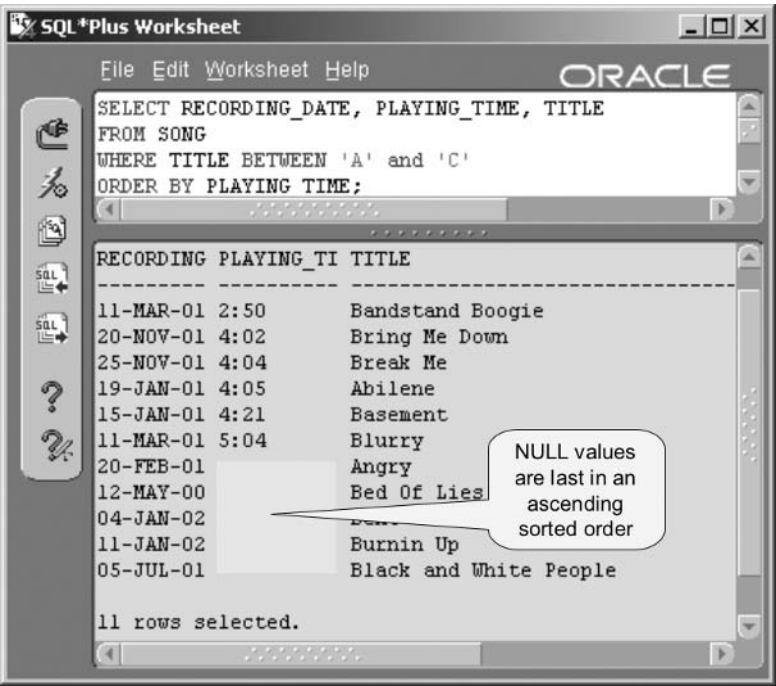 SQL*Plus Worksheet
File Edit Worksheet Help
ORACLE
SELECT RECORDING_DATE, PLAYING_TIME, TITLE
FROM SONG
WHERE TITLE BETWEEN 'A' and 'C'
ORDER BY PLAYING_TIME;
RECORDING PLAYING_TI TITLE
--------- ---------- ------------------------------
11-MAR-01 2:50 Bandstand Boogie
20-NOV-01 4:02 Bring Me Down
25-NOV-01 4:04 Break Me
19-JAN-01 4:05 Abilene
15-JAN-01 4:21 Basement
11-MAR-01 5:04 Blurry
20-FEB-01 Angry
12-MAY-00 Bed Of Lies
04-JAN-02
11-JAN-02 Burnin Up
05-JUL-01 Black and White People
11 rows selected.
NULL values
are last in an
ascending
sorted order
SQL
SQL